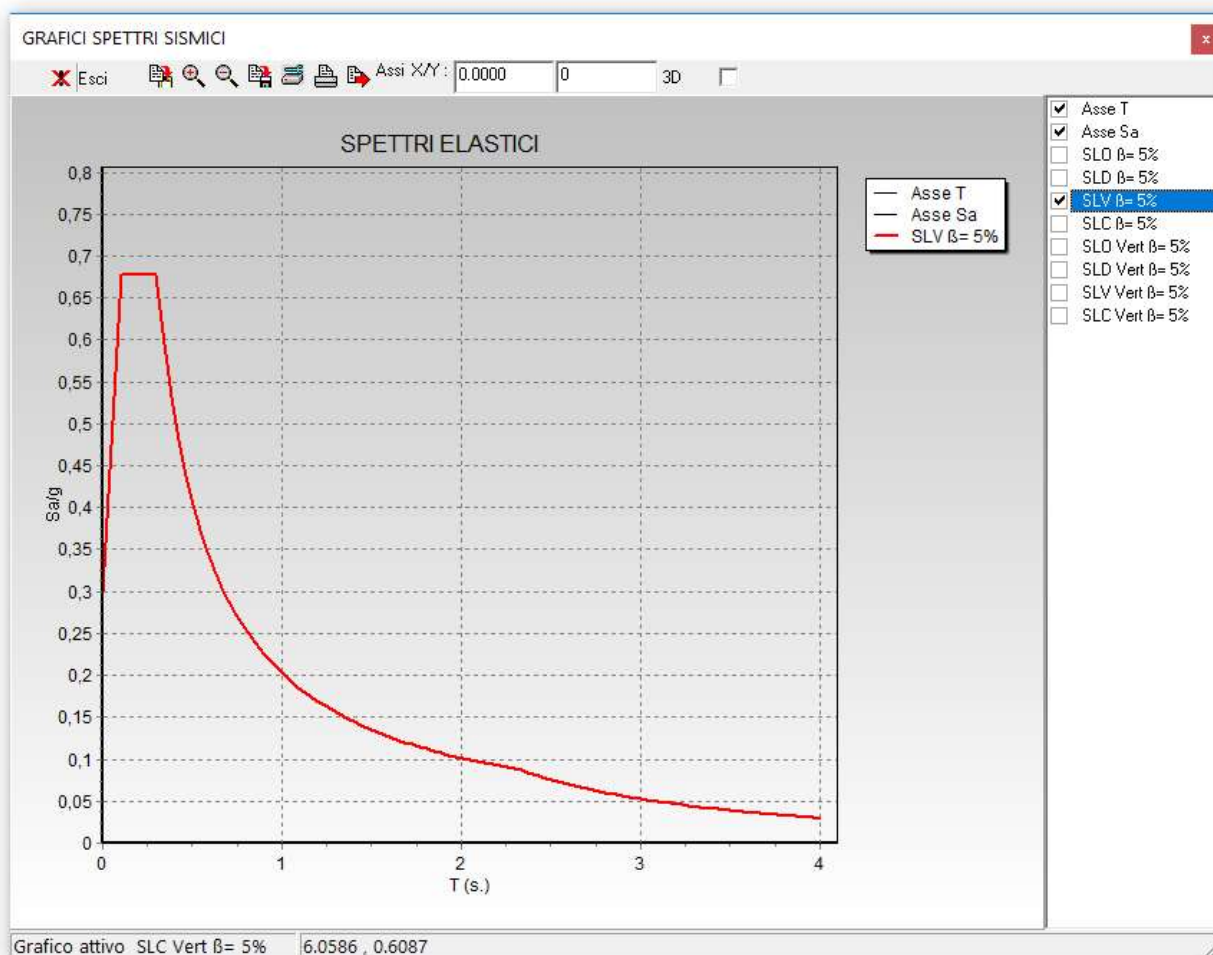 GRAFICI SPETTRI SISMICI
x
Esci Assi X/Y : 0.0000 0 3D
SPETTRI ELASTICI
0,8
0,75
0,7
0,65
0,6
0,55
0,5
0,45
0,4
0,35
0,3
0,25
0,2
0,15
0,1
0,05
0
Sa/g
0 1 2 3 4
T (s.)
Asse T
Asse Sa
SLV ß= 5%
Asse T
Asse Sa
SLO ß= 5%
SLD ß= 5%
SLV ß= 5%
SLC ß= 5%
SLO Vert ß= 5%
SLD Vert ß= 5%
SLV Vert ß= 5%
SLC Vert ß= 5%
Grafico attivo SLC Vert ß= 5% 6.0586 , 0.6087